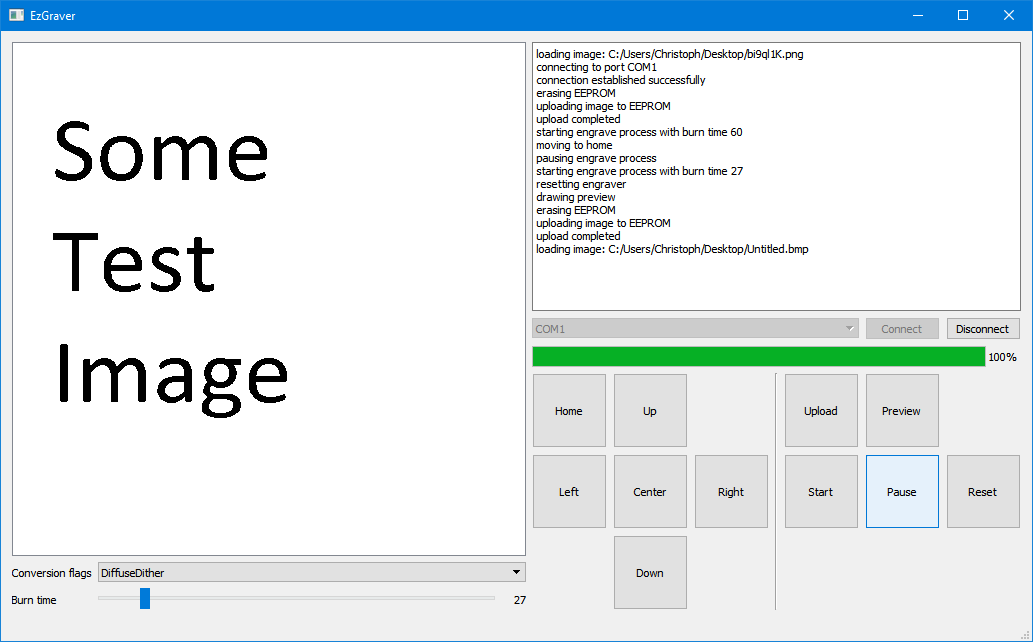 EzGraver
Some
Test
Image
loading image: C:/Users/Christoph/Desktop/bi9ql1K.png
connecting to port COM1
connection established successfully
erasing EEPROM
uploading image to EEPROM
upload completed
starting engrave process with burn time 60
moving to home
pausing engrave process
starting engrave process with burn time 27
resetting engraver
drawing preview
erasing EEPROM
uploading image to EEPROM
upload completed
loading image: C:/Users/Christoph/Desktop/Untitled.bmp
COM1 Connect Disconnect
100%
Home Up Upload Preview
Left Center Right Start Pause Reset
Down
Conversion flags DiffuseDither
Burn time 27